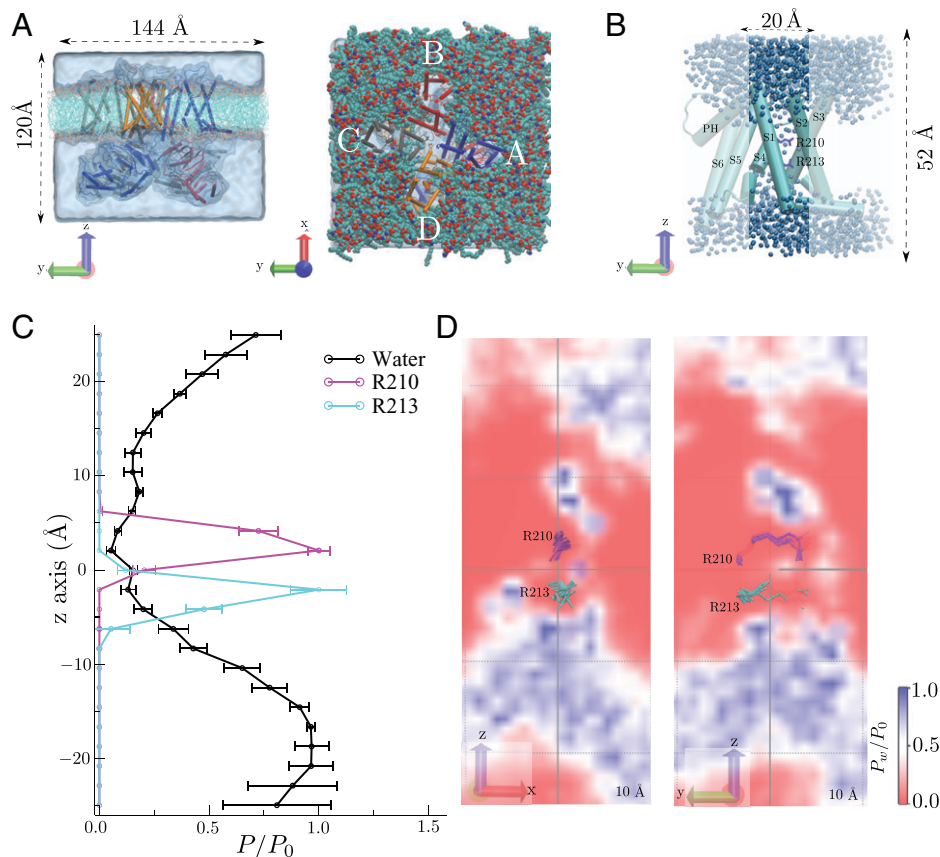 A
144 Å
120Å
z
y
B
C
A
D
x
y
B
20 Å
52 Å
PH
S6
S5
S4
S1
S2
S3
R210
R213
z
y
C
Water
R210
R213
20
10
0
−10
−20
z axis (Å)
0.0
0.5
1.0
1.5
P/P0
D
R210
R213
z
x
10 Å
R210
R213
z
y
10 Å
1.0
0.5
0.0
Pw/P0